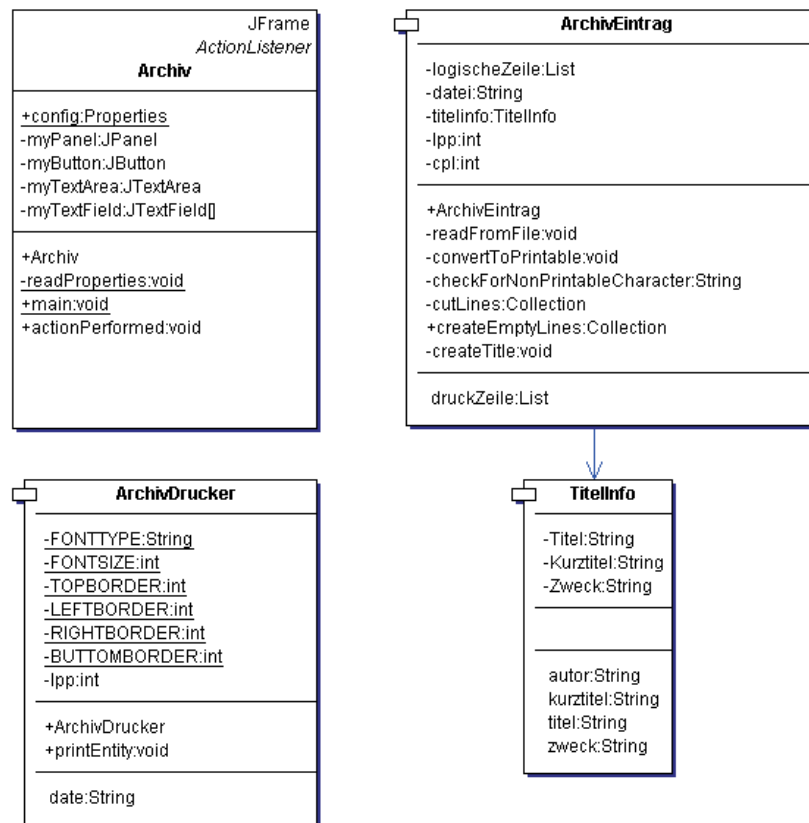 JFrame
ActionListener
Archiv
+config:Properties
-myPanel:JPanel
-myButton:JButton
-myTextArea:JTextArea
-myTextField:JTextField[]
+Archiv
-readProperties:void
+main:void
+actionPerformed:void
ArchivEintrag
-logischeZeile:List
-datei:String
-titelinfo:TitelInfo
-lpp:int
-cpl:int
+ArchivEintrag
-readFromFile:void
-convertToPrintable:void
-checkForNonPrintableCharacter:String
-cutLines:Collection
+createEmptyLines:Collection
-createTitle:void
druckZeile:List
ArchivDrucker
-FONTTYPE:String
-FONTSIZE:int
-TOPBORDER:int
-LEFTBORDER:int
-RIGHTBORDER:int
-BUTTOMBORDER:int
-lpp:int
+ArchivDrucker
+printEntity:void
date:String
TitelInfo
-Titel:String
-Kurztitel:String
-Zweck:String
autor:String
kurztitel:String
titel:String
zweck:String